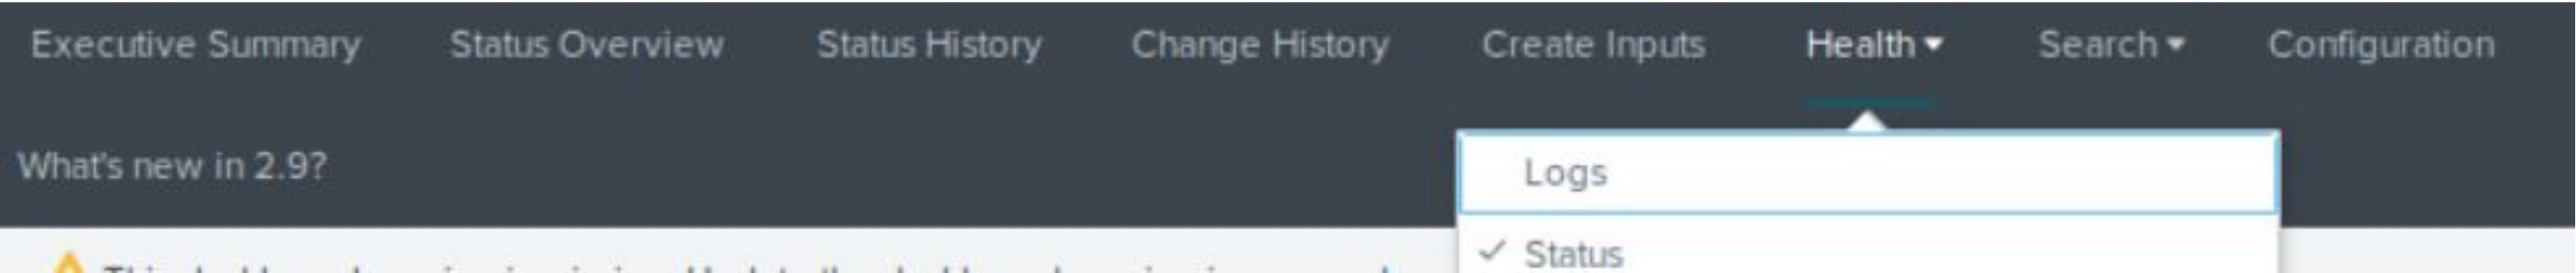 Executive Summary Status Overview Status History Change History Create Inputs Health Search Configuration
What's new in 2.9?
Logs
Status